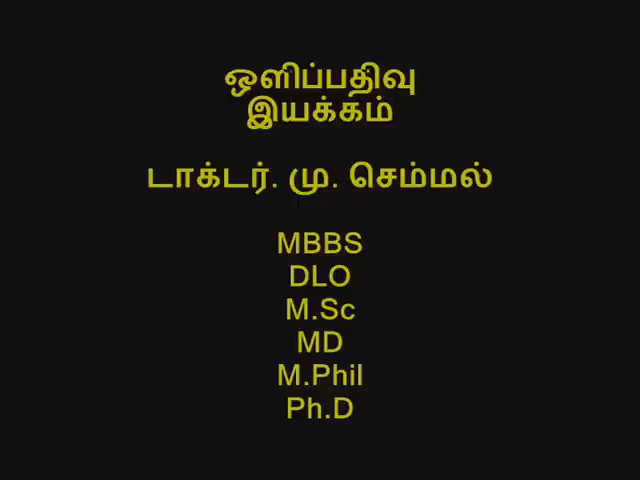 ஒளிப்பதிவு
இயக்கம்
டாக்டர். மு. செம்மல்
MBBS
DLO
M.Sc
MD
M.Phil
Ph.D